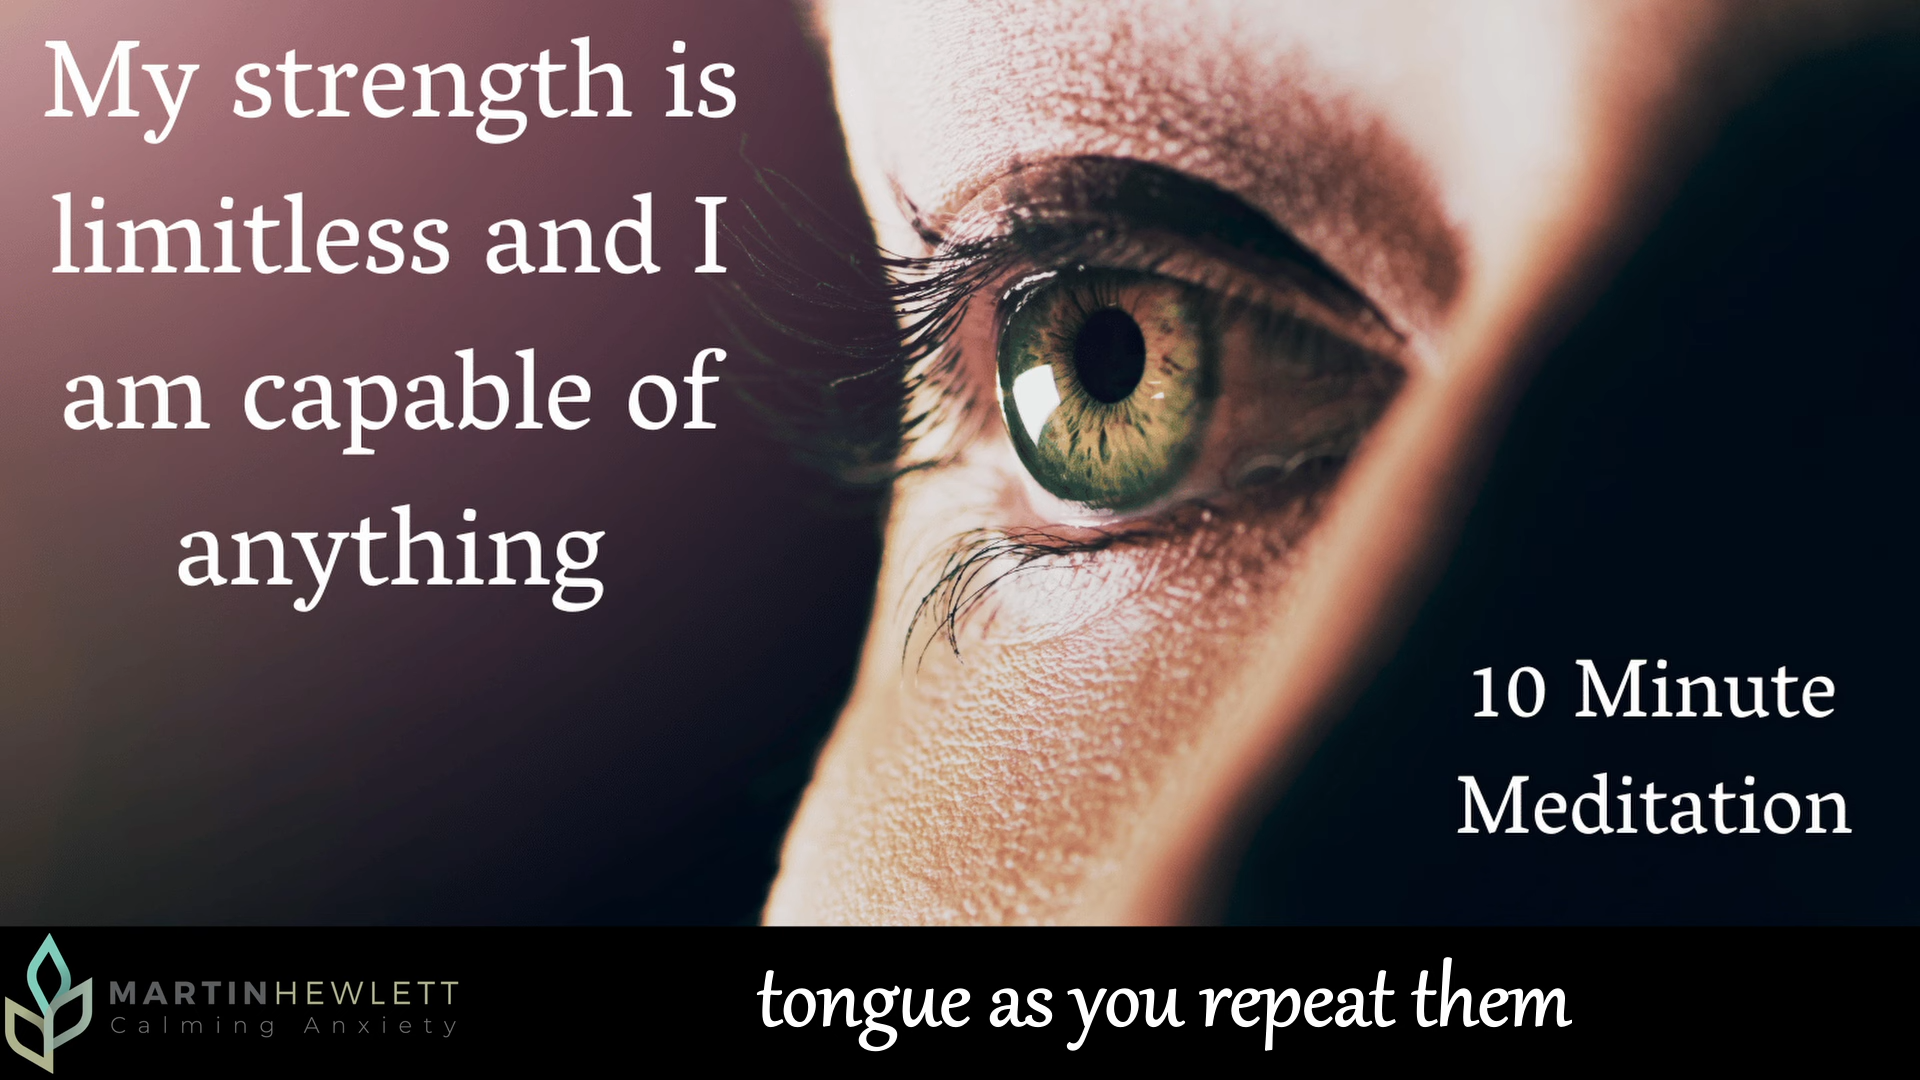 My strength is
limitless and I
am capable of
anything
10 Minute
Meditation
MARTINHEWLETT
Calming Anxiety
tongue as you repeat them